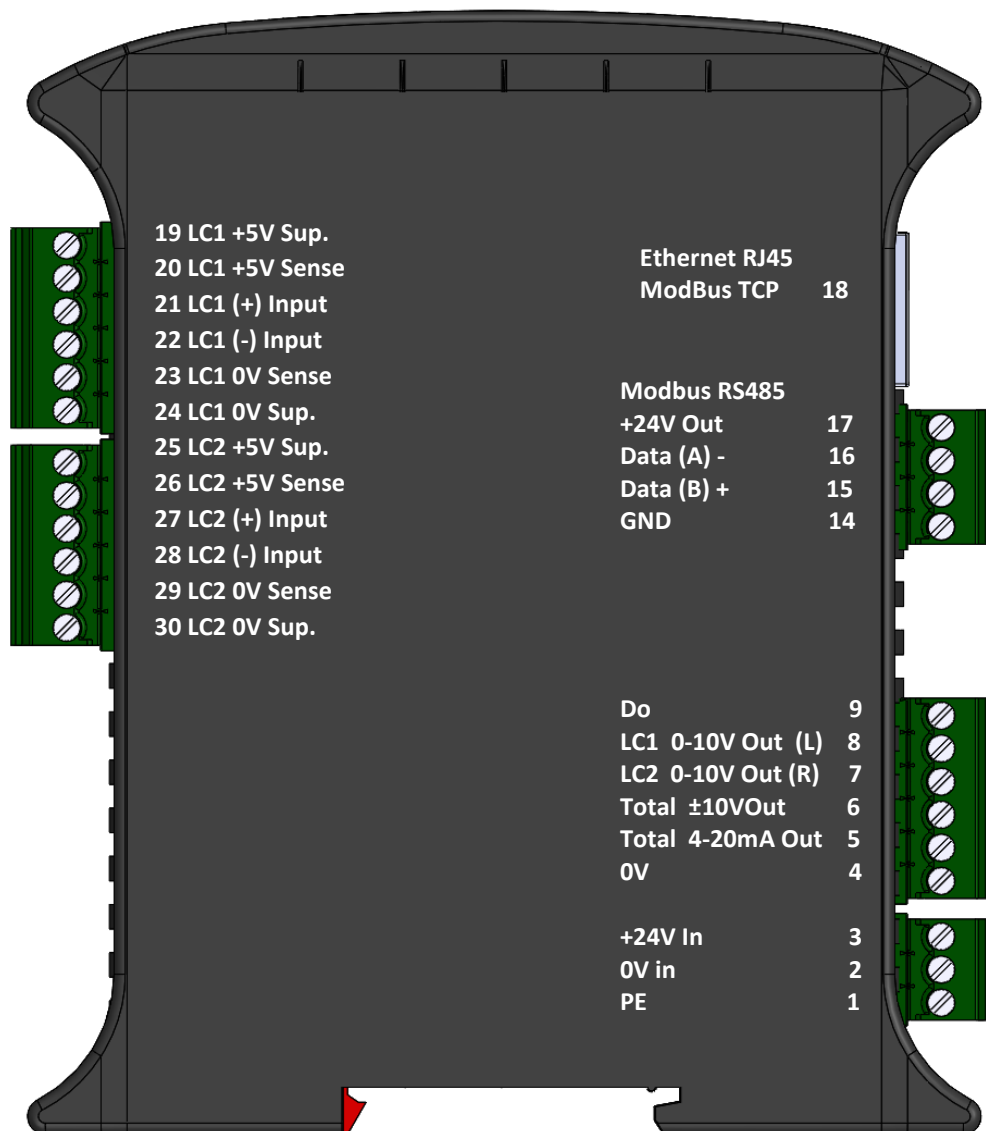 19 LC1 +5V Sup.
20 LC1 +5V Sense
21 LC1 (+) Input
22 LC1 (-) Input
23 LC1 0V Sense
24 LC1 0V Sup.
25 LC2 +5V Sup.
26 LC2 +5V Sense
27 LC2 (+) Input
28 LC2 (-) Input
29 LC2 0V Sense
30 LC2 0V Sup.
Ethernet RJ45
ModBus TCP 18
Modbus RS485
+24V Out 17
Data (A) - 16
Data (B) + 15
GND 14
Do 9
LC1 0-10V Out (L) 8
LC2 0-10V Out (R) 7
Total ±10VOut 6
Total 4-20mA Out 5
0V 4
+24V In 3
0V in 2
PE 1